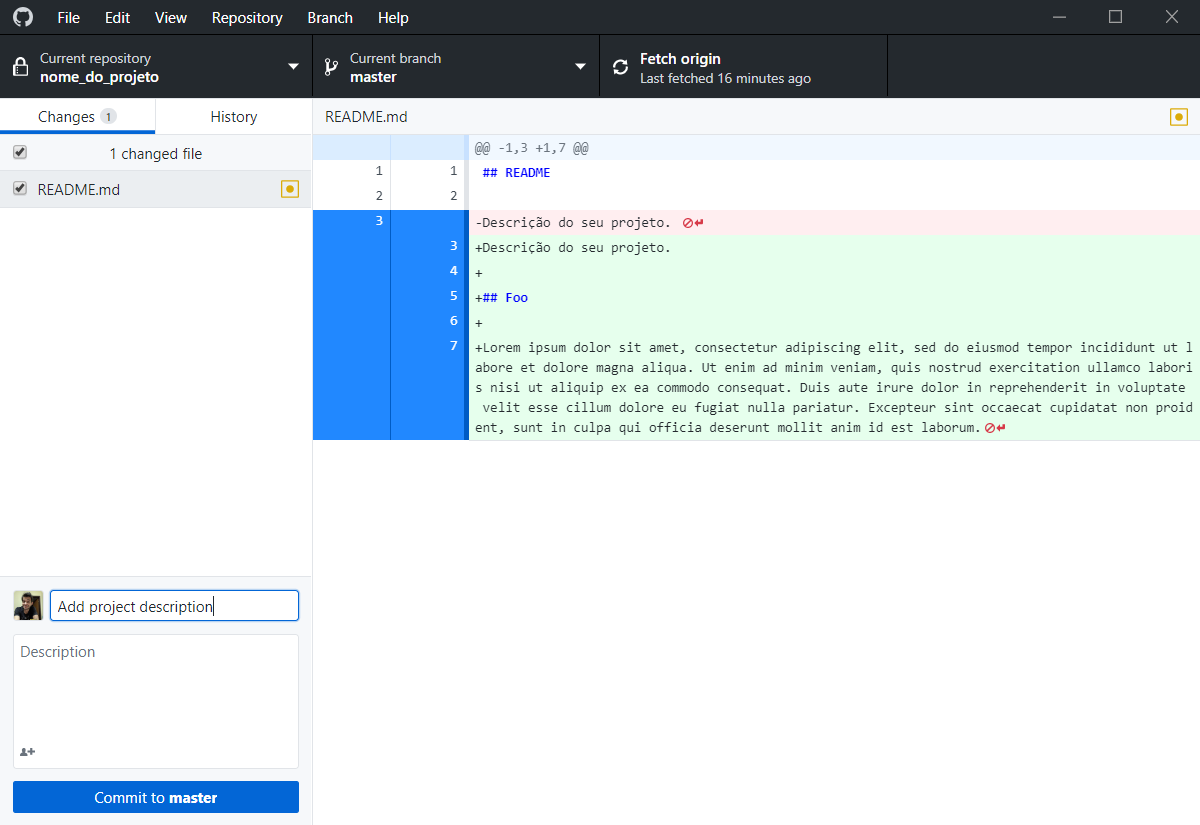 File Edit View Repository Branch Help
Current repository
nome_do_projeto
Current branch
master
Fetch origin
Last fetched 16 minutes ago
Changes 1
History
README.md
1 changed file
README.md
@@ -1,3 +1,7 @@
1 1 ## README
2 2
3 -Descrição do seu projeto.
3 +Descrição do seu projeto.
4 +
5 +## Foo
6 +
7 +Lorem ipsum dolor sit amet, consectetur adipiscing elit, sed do eiusmod tempor incididunt ut l
abore et dolore magna aliqua. Ut enim ad minim veniam, quis nostrud exercitation ullamco labori
s nisi ut aliquip ex ea commodo consequat. Duis aute irure dolor in reprehenderit in voluptate
velit esse cillum dolore eu fugiat nulla pariatur. Excepteur sint occaecat cupidatat non proid
ent, sunt in culpa qui officia deserunt mollit anim id est laborum.
Add project description
Description
Commit to master